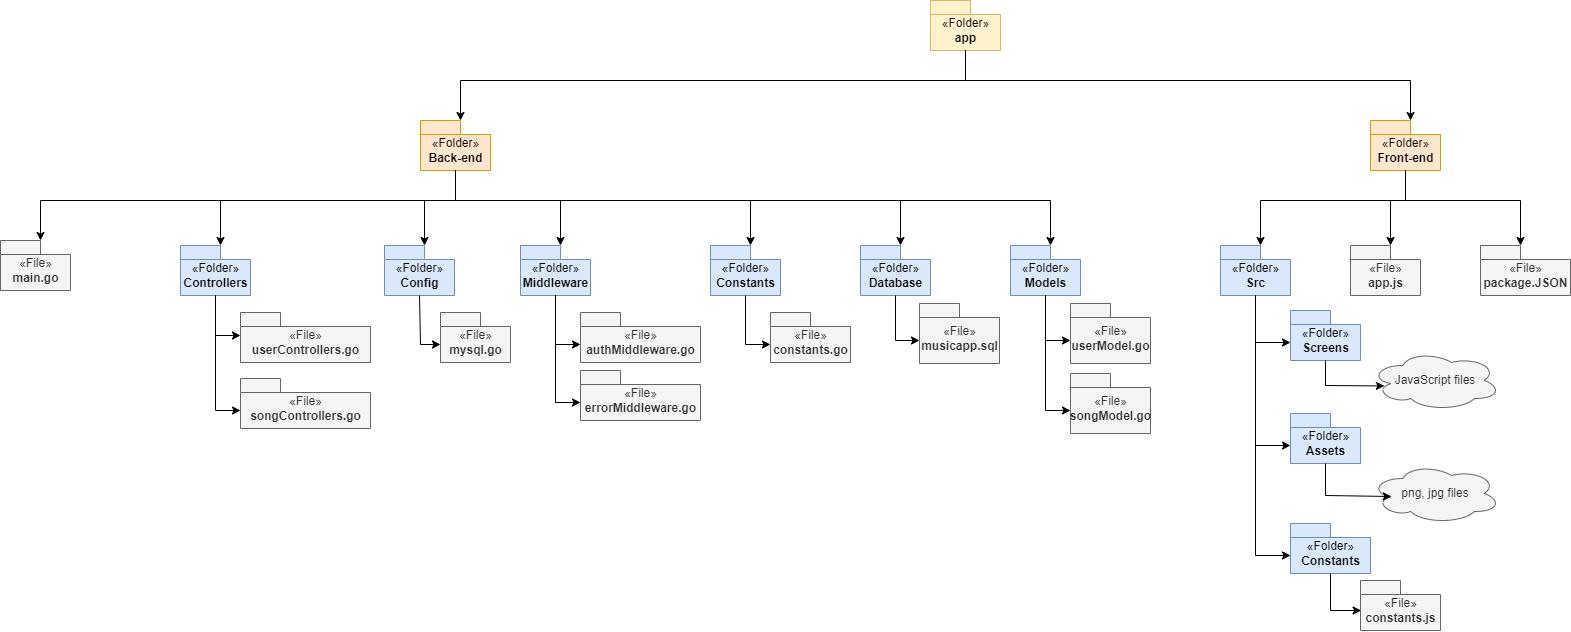 «Folder»
app
«Folder»
Back-end
«Folder»
Front-end
«File»
main.go
«Folder»
Controllers
«Folder»
Config
«Folder»
Middleware
«Folder»
Constants
«Folder»
Database
«Folder»
Models
«Folder»
Src
«File»
app.js
«File»
package.JSON
«File»
userControllers.go
«File»
songControllers.go
«File»
mysql.go
«File»
authMiddleware.go
«File»
errorMiddleware.go
«File»
constants.go
«File»
musicapp.sql
«File»
userModel.go
«File»
songModel.go
«Folder»
Screens
JavaScript files
«Folder»
Assets
png, jpg files
«Folder»
Constants
«File»
constants.js